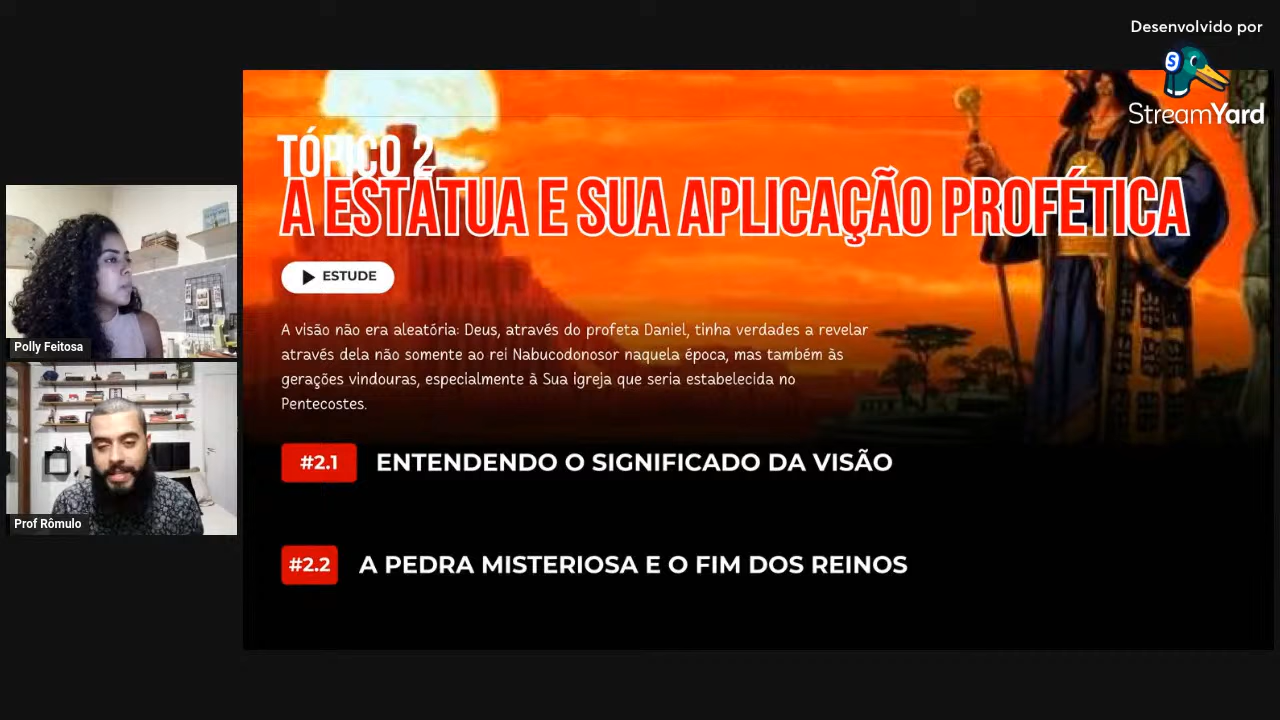 Desenvolvido por
S
StreamYard
TÓPICO 2
A ESTÁTUA E SUA APLICAÇÃO PROFÉTICA
ESTUDE
A visão não era aleatória: Deus, através do profeta Daniel, tinha verdades a revelar
através dela não somente ao rei Nabucodonosor naquela época, mas também às
gerações vindouras, especialmente à Sua igreja que seria estabelecida no
Pentecostes.
#2.1 ENTENDENDO O SIGNIFICADO DA VISÃO
#2.2 A PEDRA MISTERIOSA E O FIM DOS REINOS
Polly Feitosa
Prof Rômulo